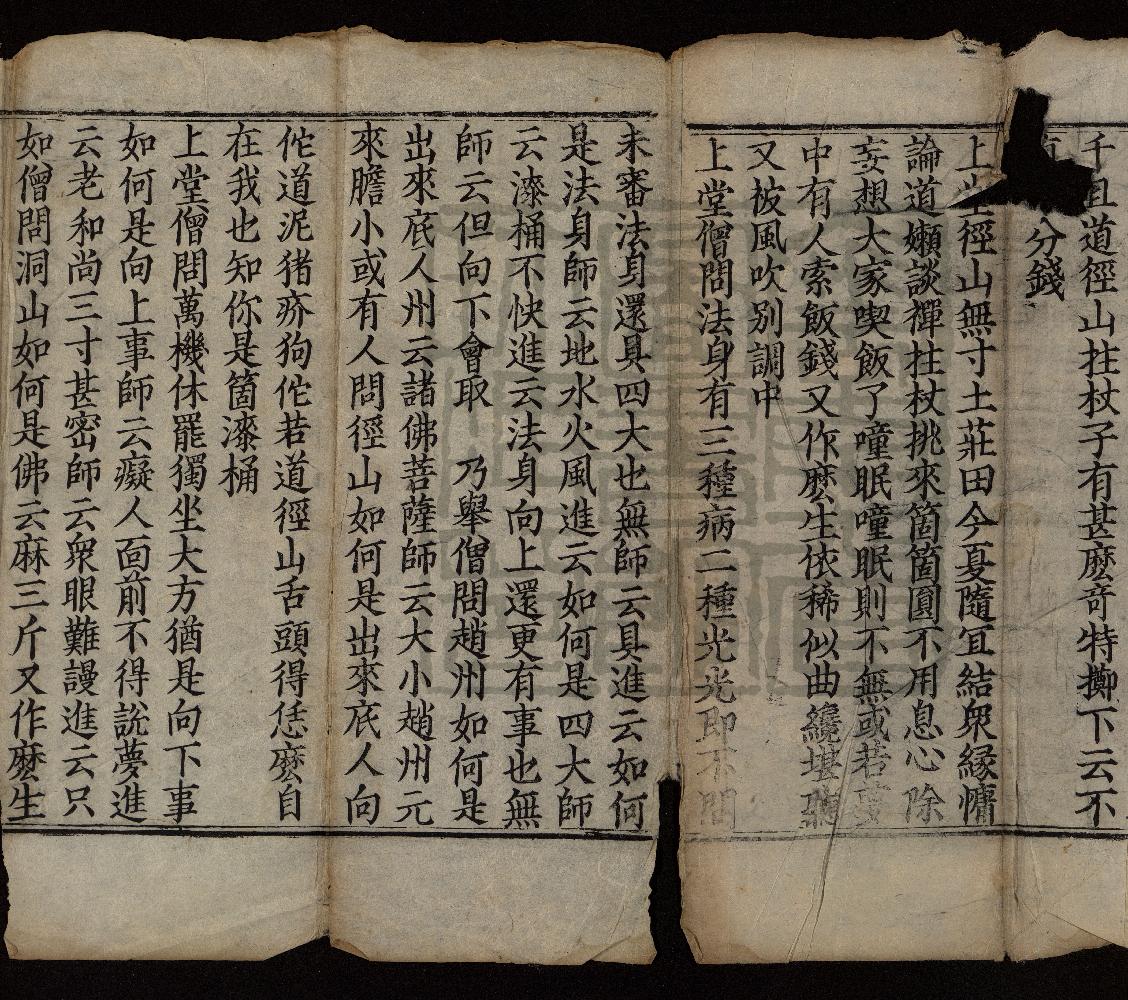 千且道徑山拄杖子有甚麽竒特擲下云不
分錢
上堂徑山無寸土莊田今夏隨宜結衆緣慵
論道嬾談禪拄杖挑來箇箇圓不用息心除
妄想大家喫飯了噇眠噇眠則不無或若夏
中有人索飯錢又作麽生依稀似曲纔堪聽
又被風吹别調中
上堂僧問法身有三種病二種光光即不問
未審法身還具四大也無師云具進云如何
是法身師云地水火風進云如何是四大師
云漆桶不快進云法身向上還更有事也無
師云但向下會取 乃舉僧問趙州如何是
出來底人州云諸佛菩薩師云大小趙州元
來膽小或有人問徑山如何是出來底人向
佗道泥猪疥狗佗若道徑山舌頭得恁麽自
在我也知你是箇漆桶
上堂僧問萬機休罷獨坐大方猶是向下事
如何是向上事師云癡人面前不得說夢進
云老和尚三寸甚密師云衆眼難謾進云只
如僧問洞山如何是佛云麻三斤又作麽生